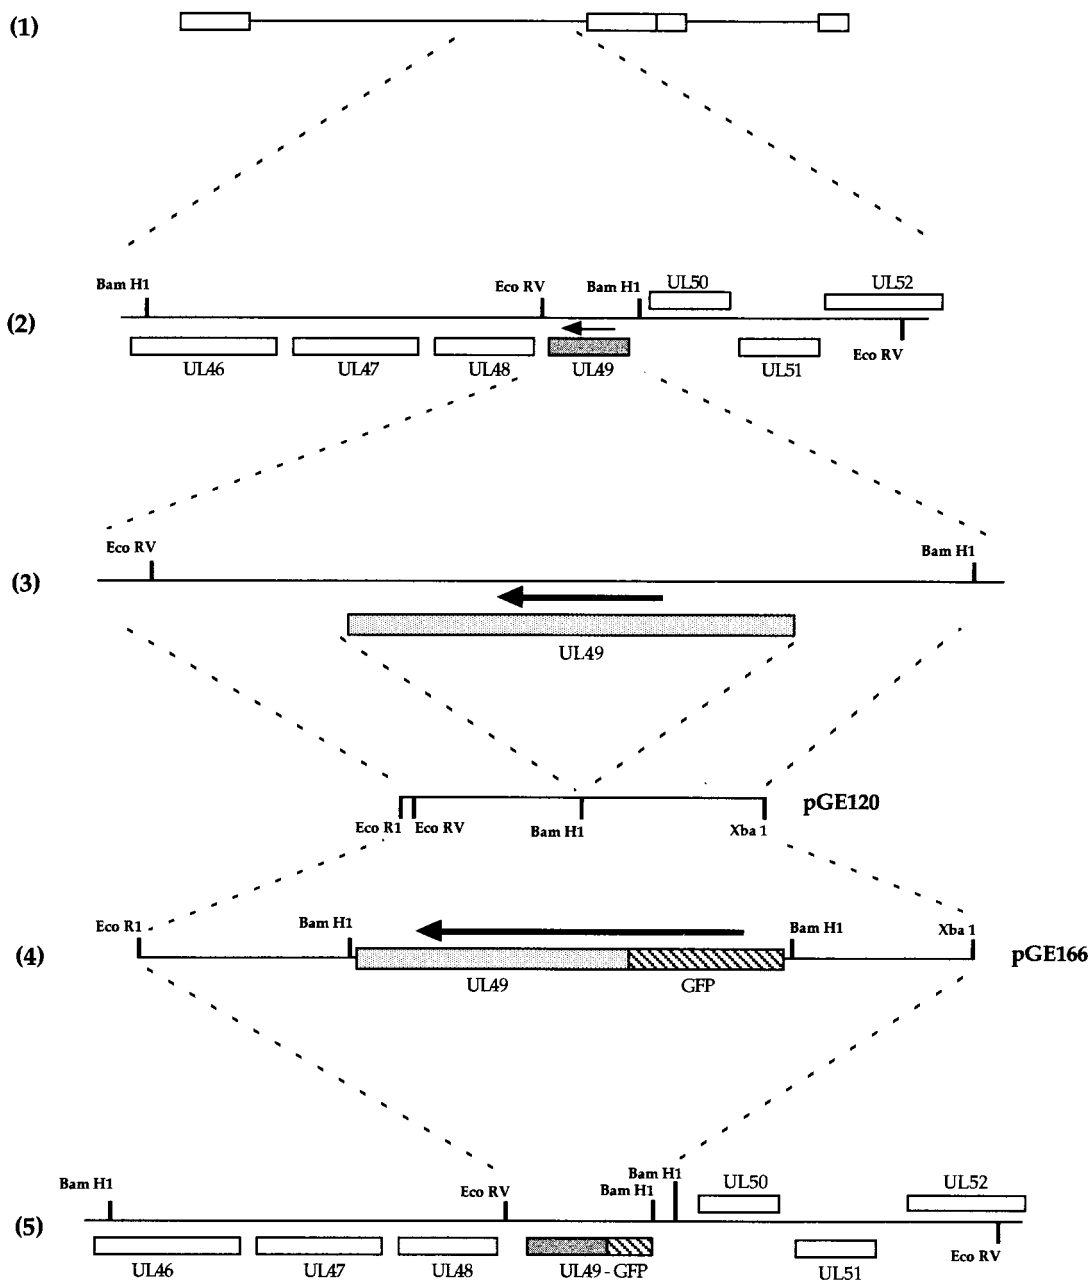 (1)
Bam H1 Eco RV Bam H1 UL50 UL52
(2)
UL46 UL47 UL48 UL49 UL51 Eco RV
Eco RV Bam H1
(3)
UL49
pGE120
Eco R1 Eco RV Bam H1 Xba 1
Eco R1 Bam H1 Bam H1 Xba 1
(4) pGE166
UL49 GFP
Bam H1 Eco RV Bam H1 Bam H1 UL50 UL52
(5)
UL46 UL47 UL48 UL49 - GFP UL51 Eco RV